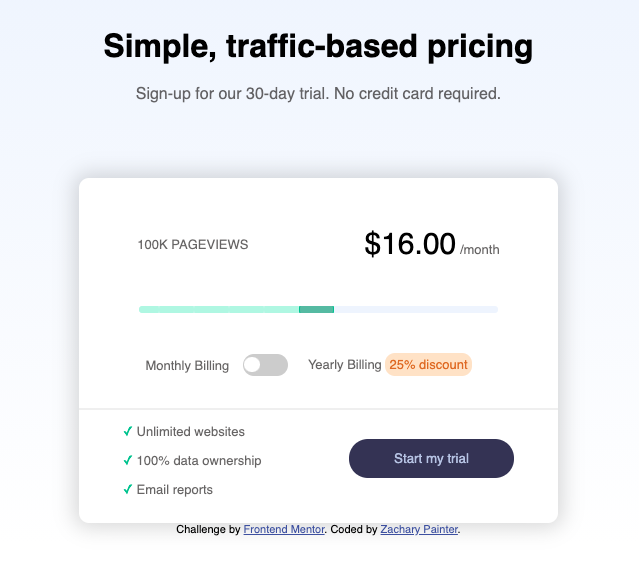 Simple, traffic-based pricing
Sign-up for our 30-day trial. No credit card required.
100K PAGEVIEWS
$16.00 /month
Monthly Billing
Yearly Billing 25% discount
✓ Unlimited websites
✓ 100% data ownership
✓ Email reports
Start my trial
Challenge by Frontend Mentor. Coded by Zachary Painter.